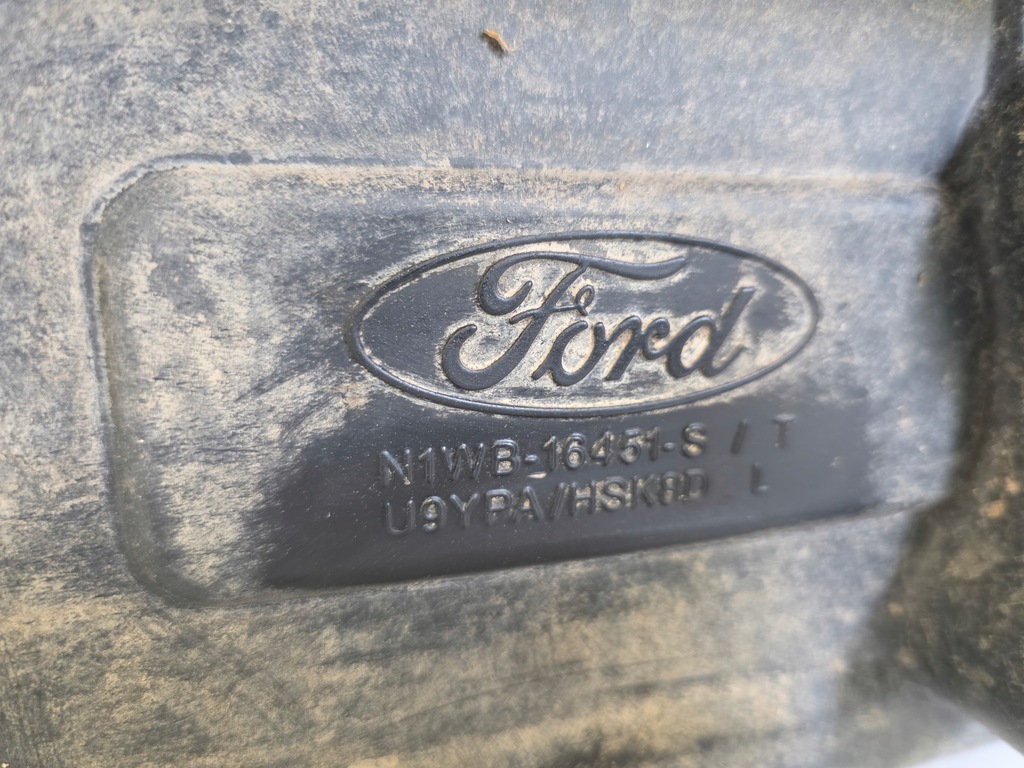 Ford
N1WB-16451-S / T
U9YPA/HSK8D L